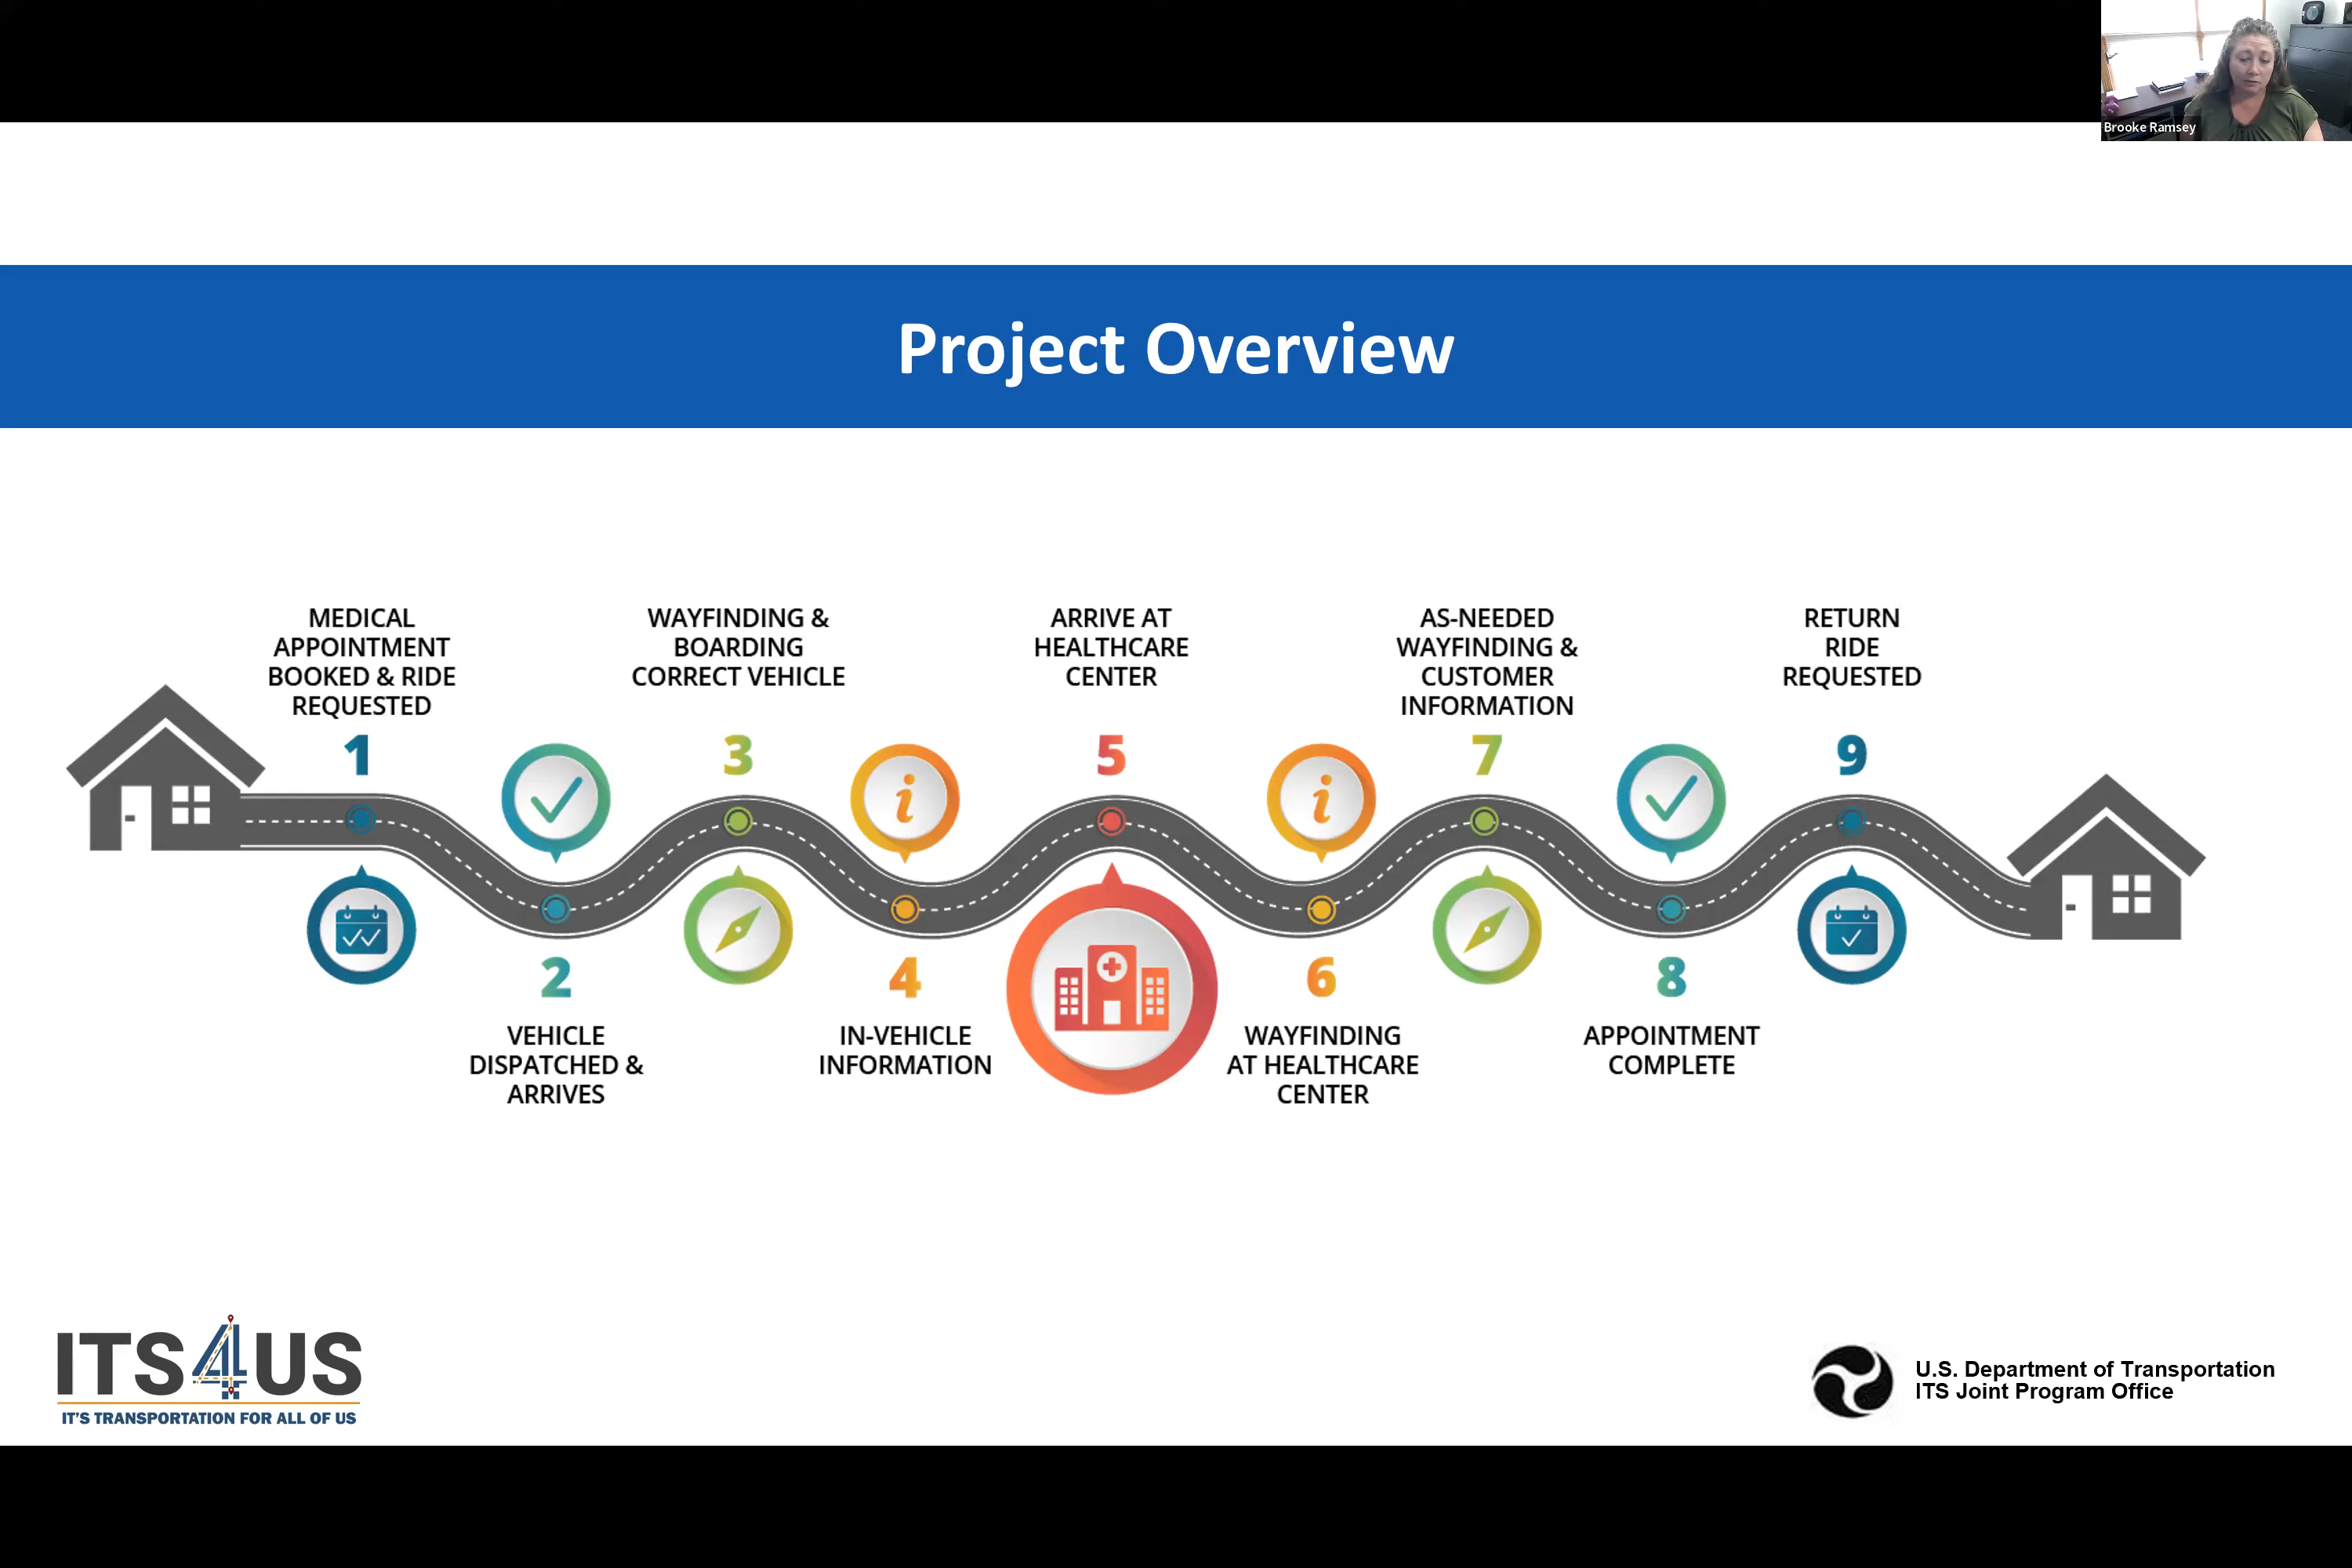 Brooke Ramsey
Project Overview
MEDICAL
APPOINTMENT
BOOKED & RIDE
REQUESTED
1
2
VEHICLE
DISPATCHED &
ARRIVES
WAYFINDING &
BOARDING
CORRECT VEHICLE
3
4
IN-VEHICLE
INFORMATION
ARRIVE AT
HEALTHCARE
CENTER
5
6
WAYFINDING
AT HEALTHCARE
CENTER
AS-NEEDED
WAYFINDING &
CUSTOMER
INFORMATION
7
8
APPOINTMENT
COMPLETE
RETURN
RIDE
REQUESTED
9
i
i
ITS4US
IT'S TRANSPORTATION FOR ALL OF US
U.S. Department of Transportation
ITS Joint Program Office